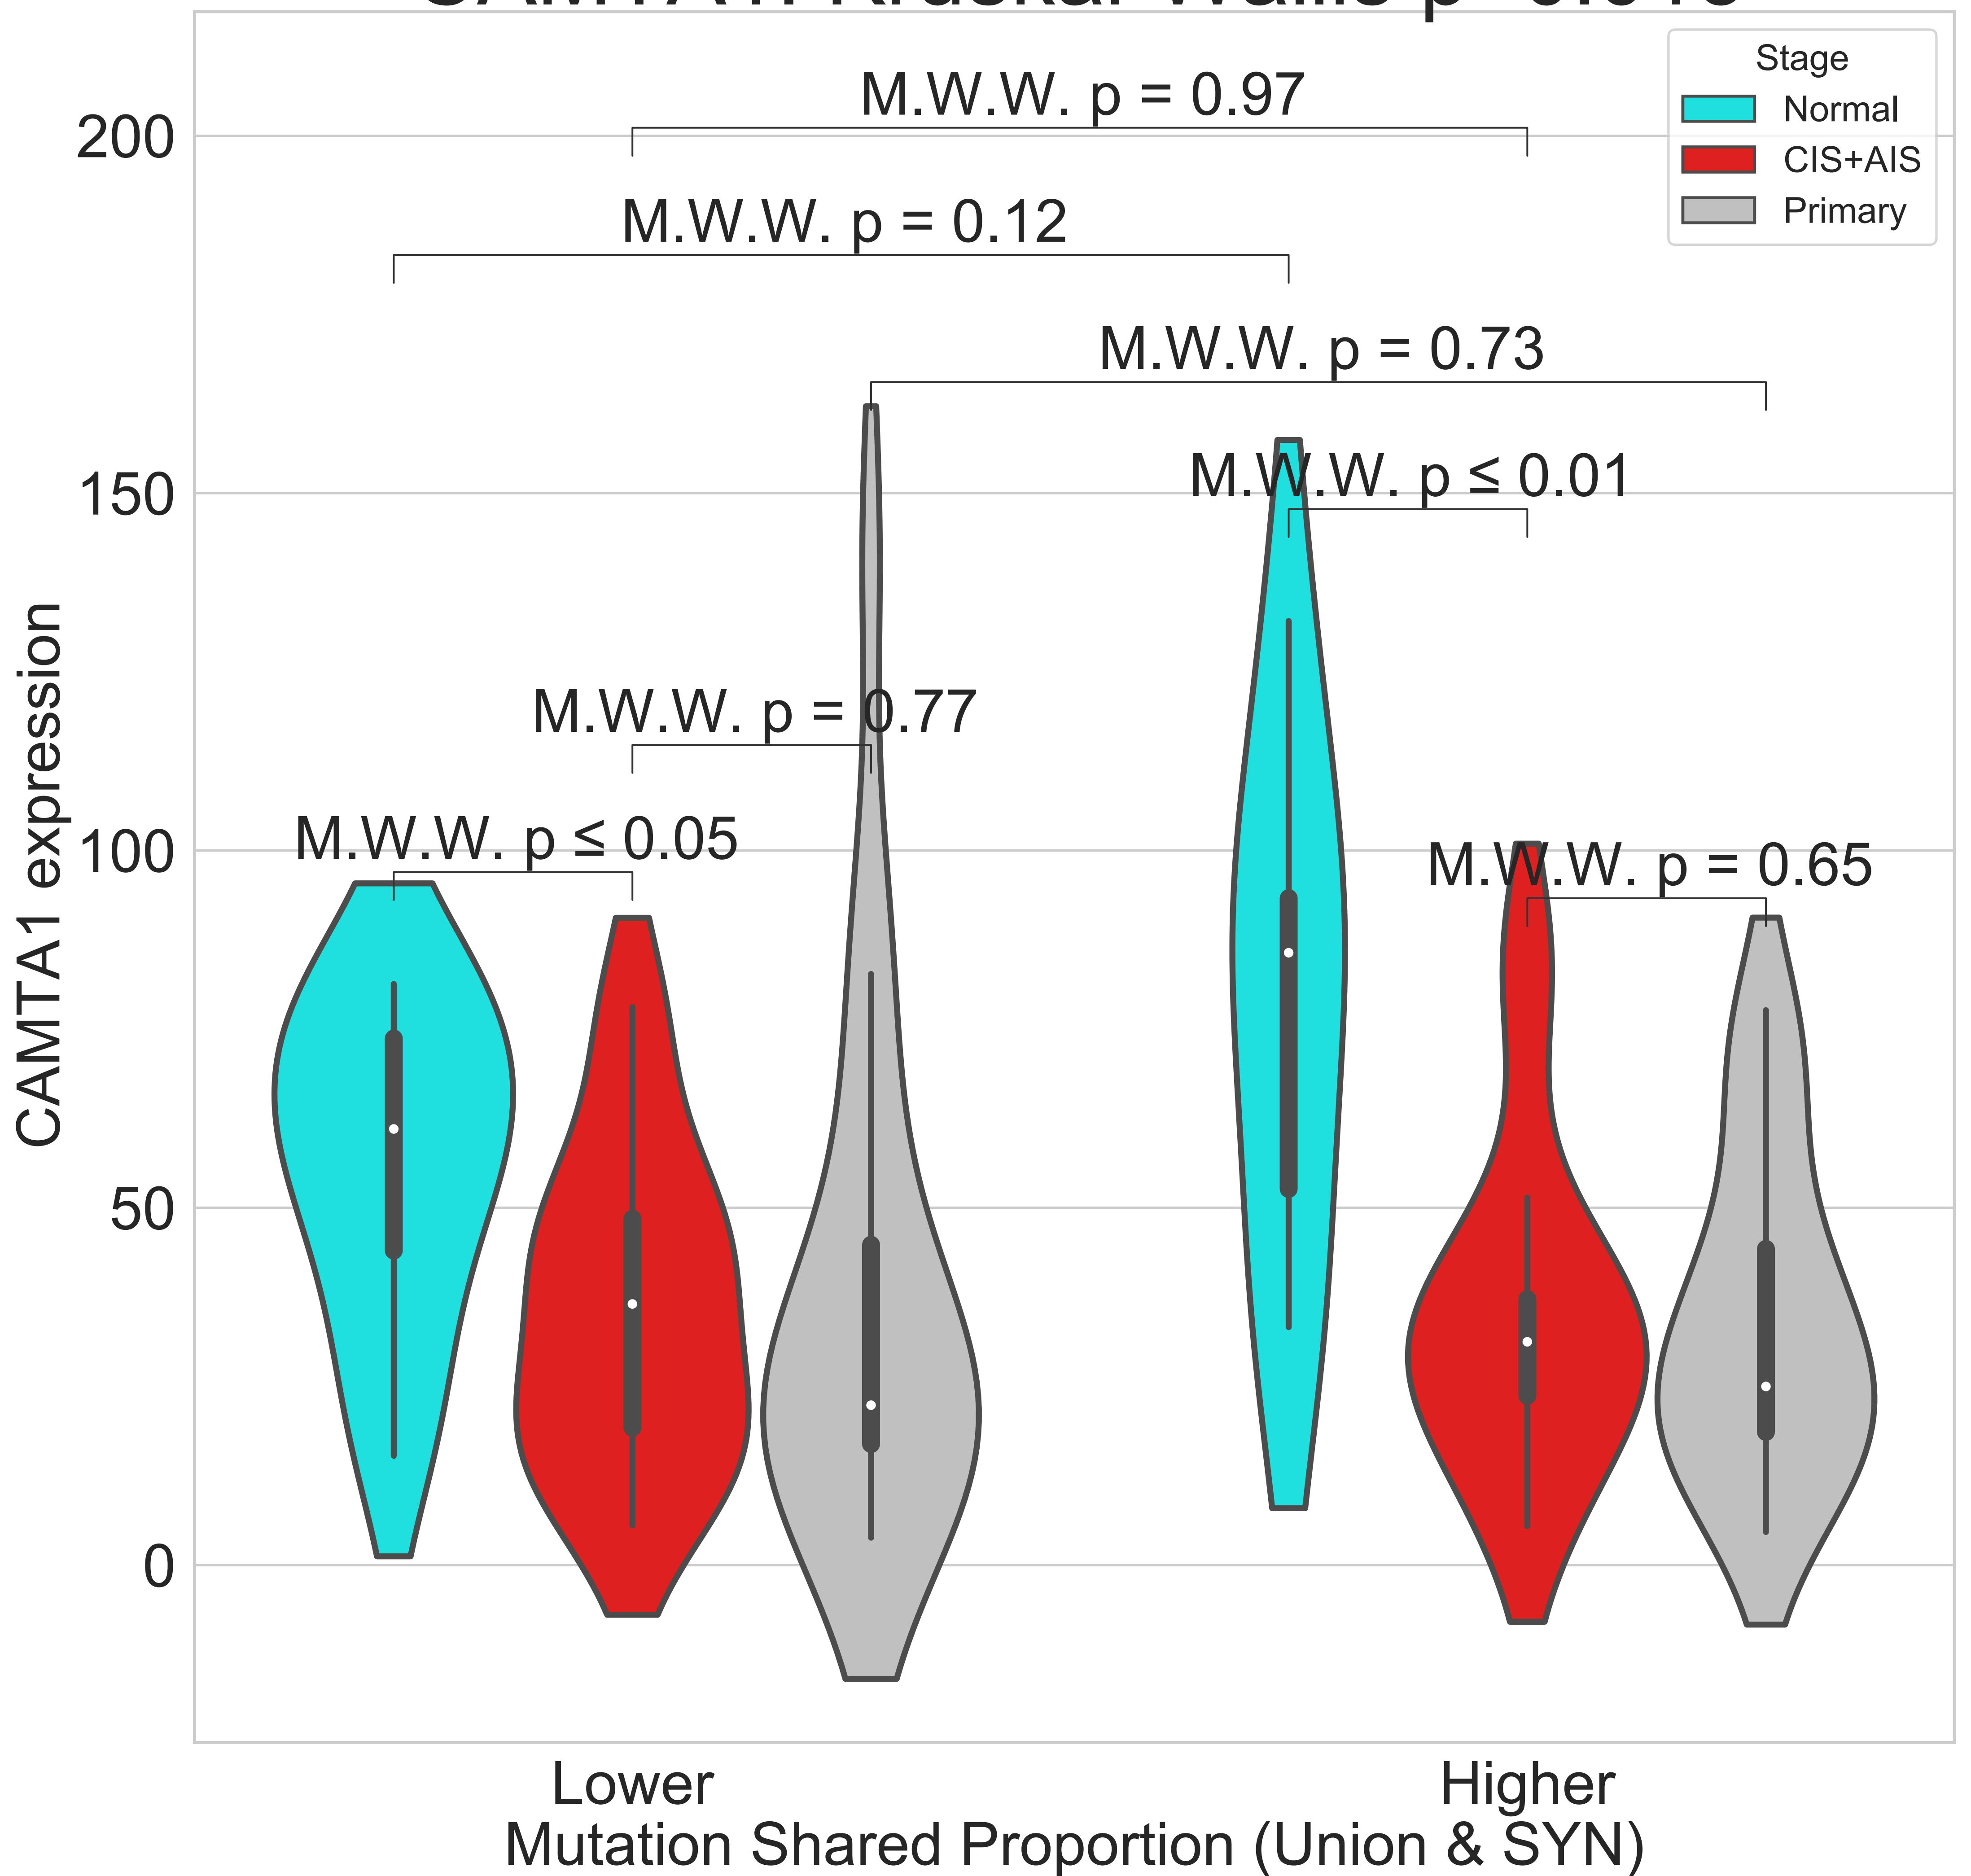 Stage
Normal
CIS+AIS
Primary
M.W.W. p = 0.97
M.W.W. p = 0.12
M.W.W. p = 0.73
M.W.W. p ≤ 0.01
M.W.W. p = 0.77
M.W.W. p ≤ 0.05
M.W.W. p = 0.65
200
150
100
50
0
CAMTA1 expression
Lower
Higher
Mutation Shared Proportion (Union & SYN)